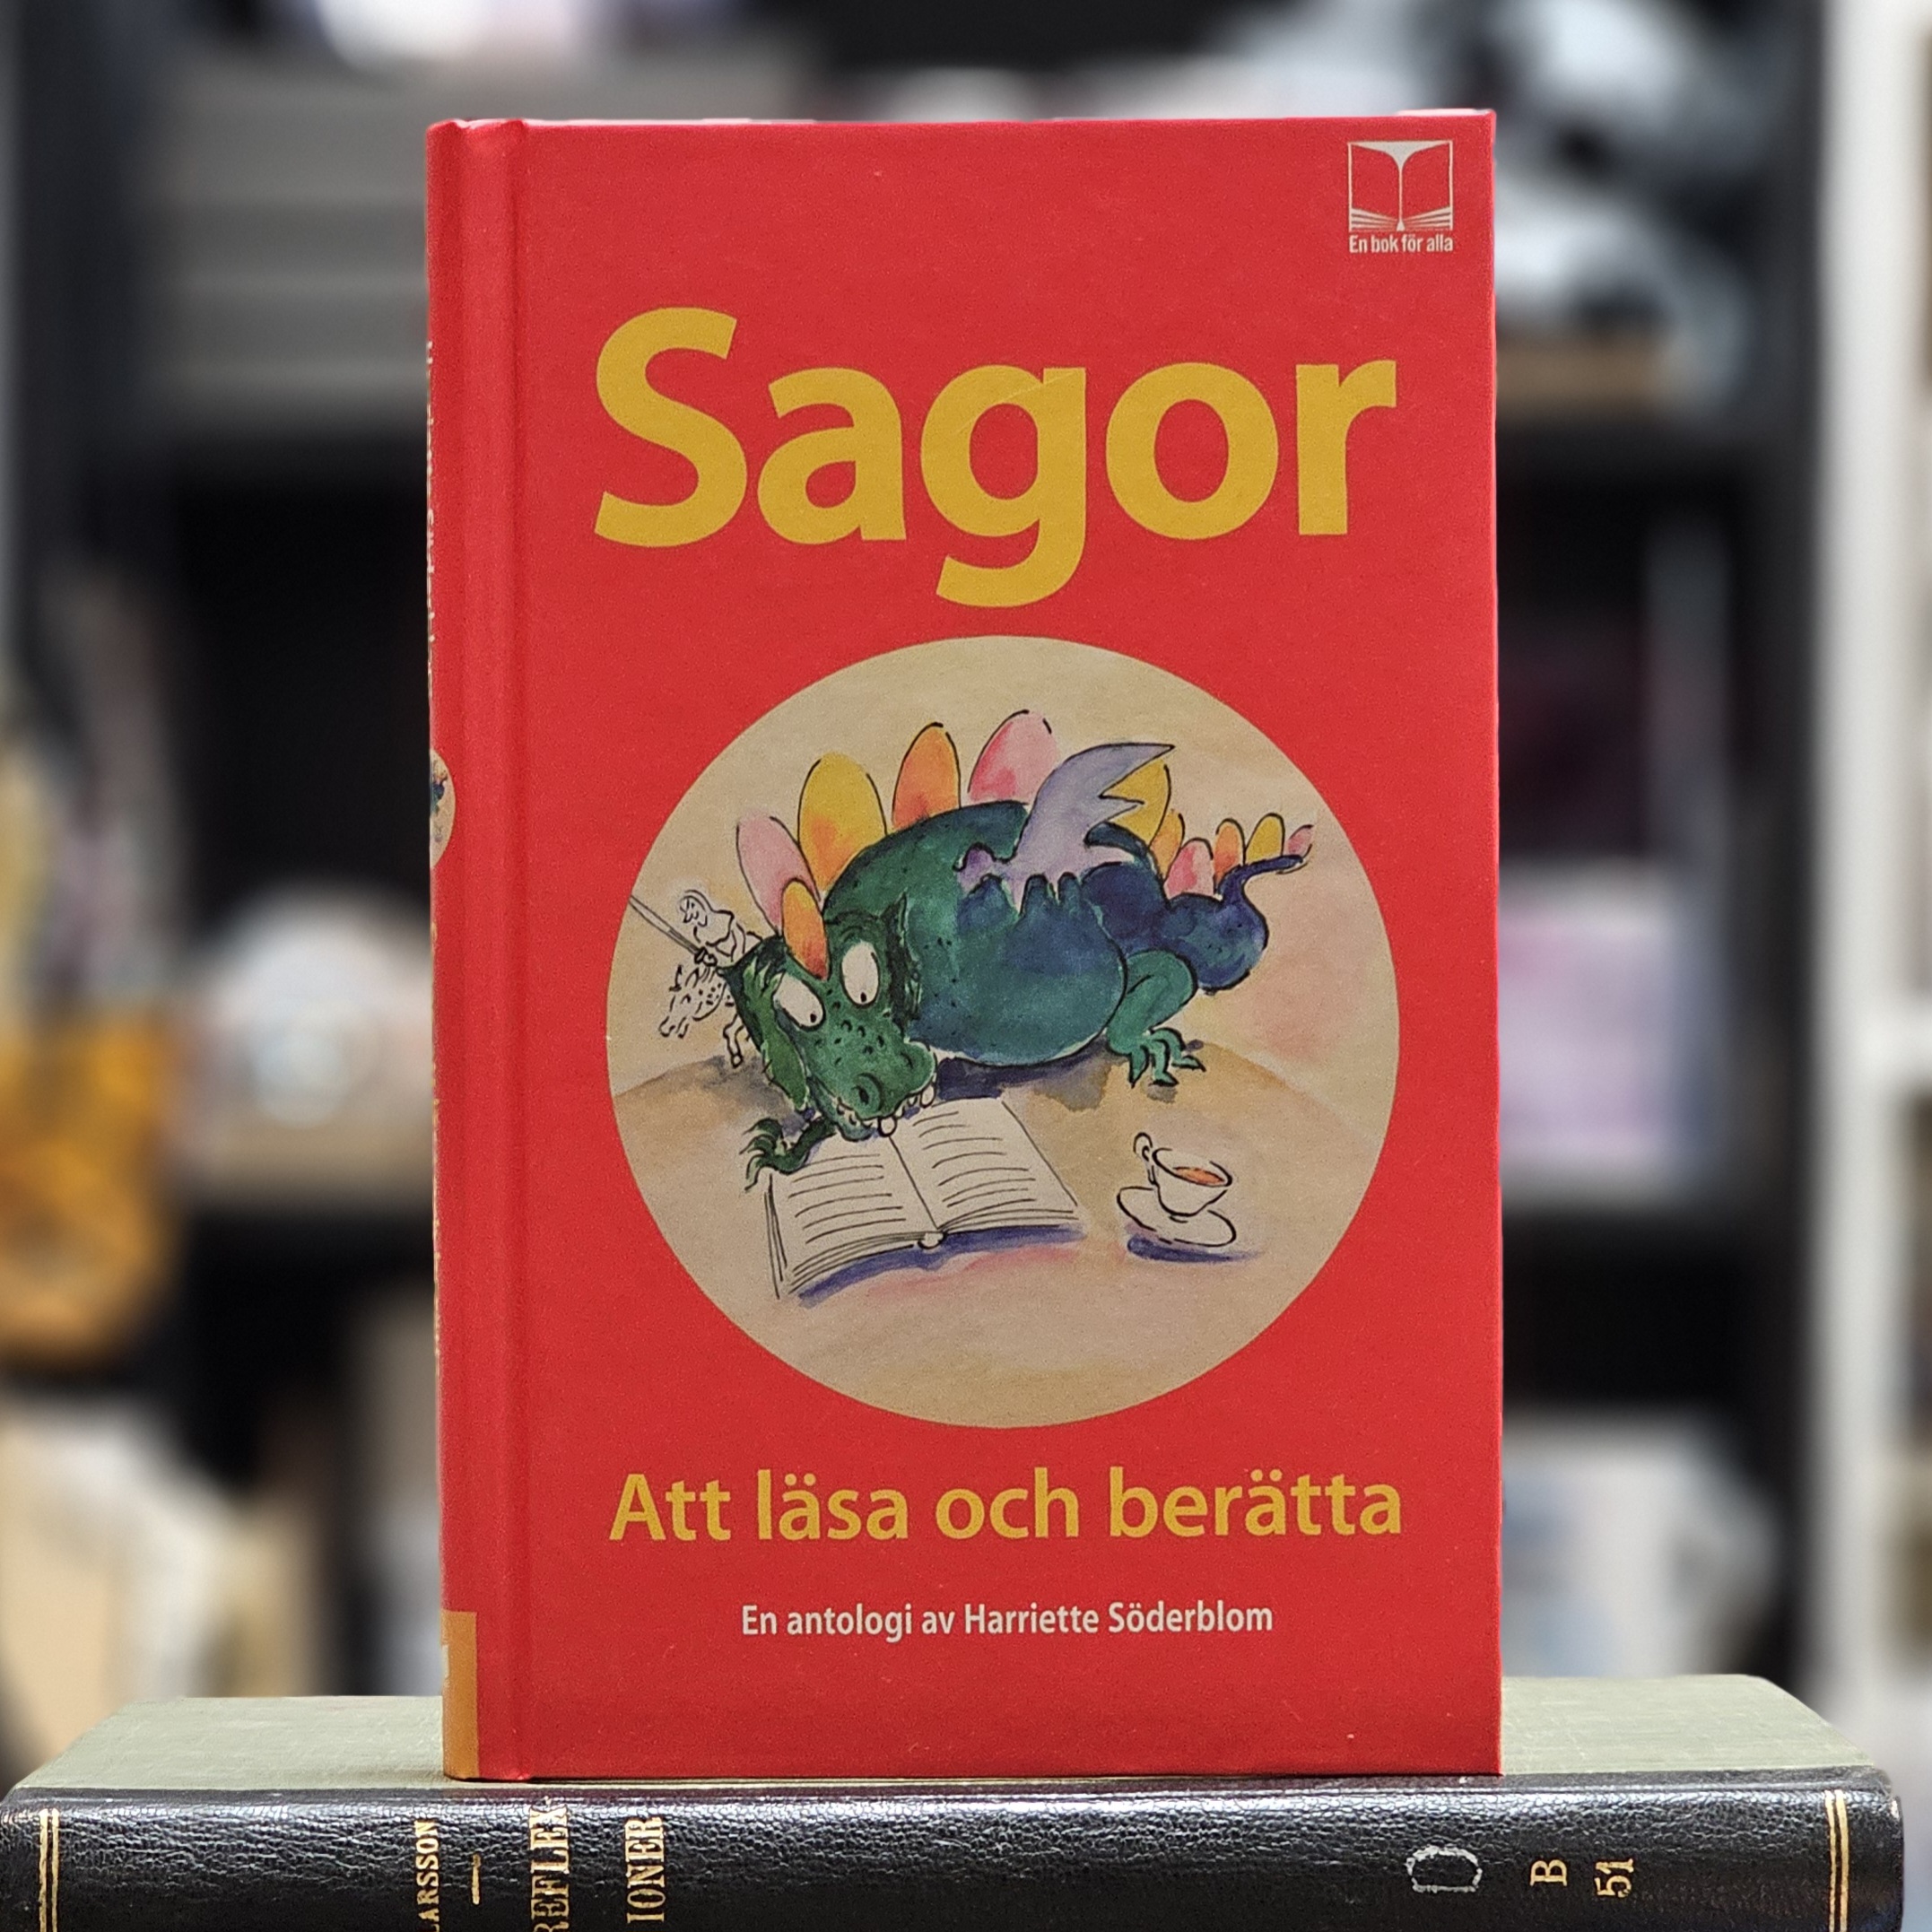 En bok för alla
Sagor
Att läsa och berätta
En antologi av Harriette Söderblom
LARSSON
REFLEX
IONER
B
51